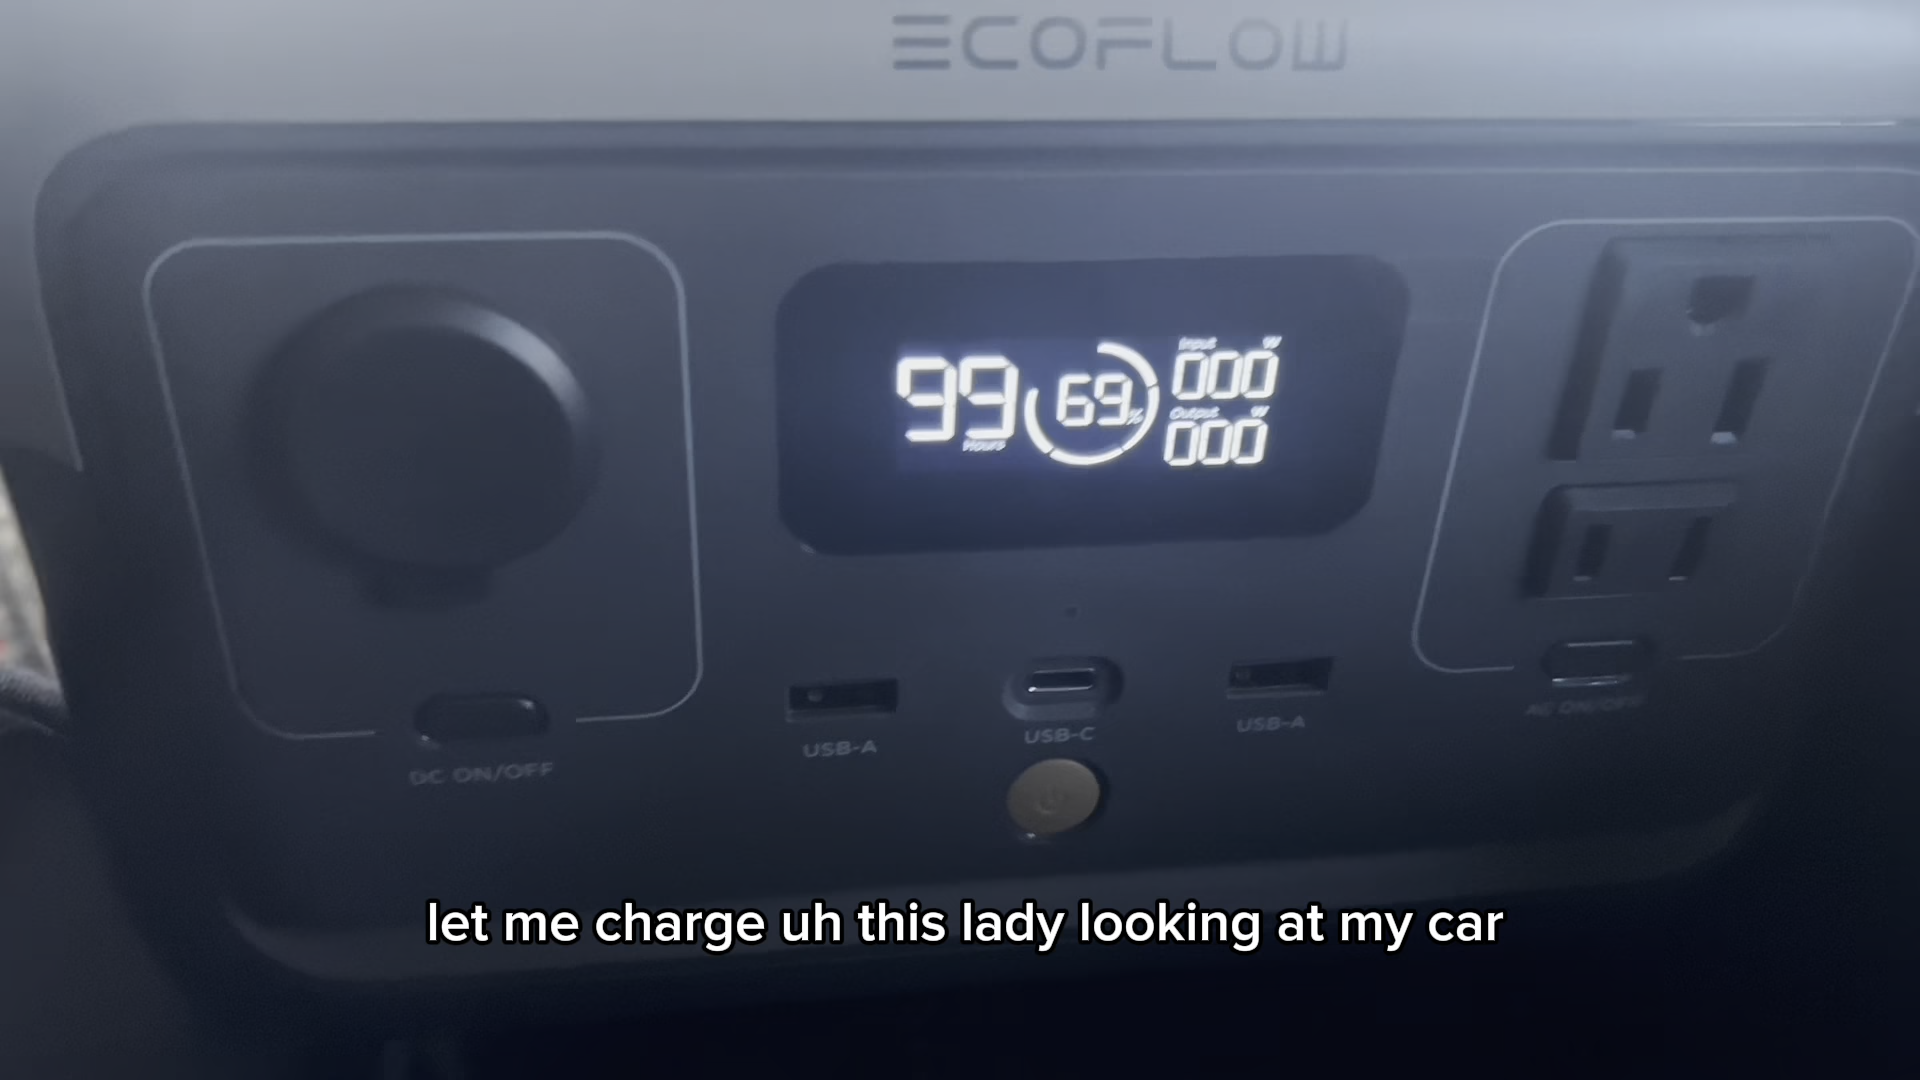 ECOFLOW
99 Hours
69%
Input W
000
Output W
000
USB-A
USB-C
USB-A
AC ON/OFF
DC ON/OFF
let me charge uh this lady looking at my car